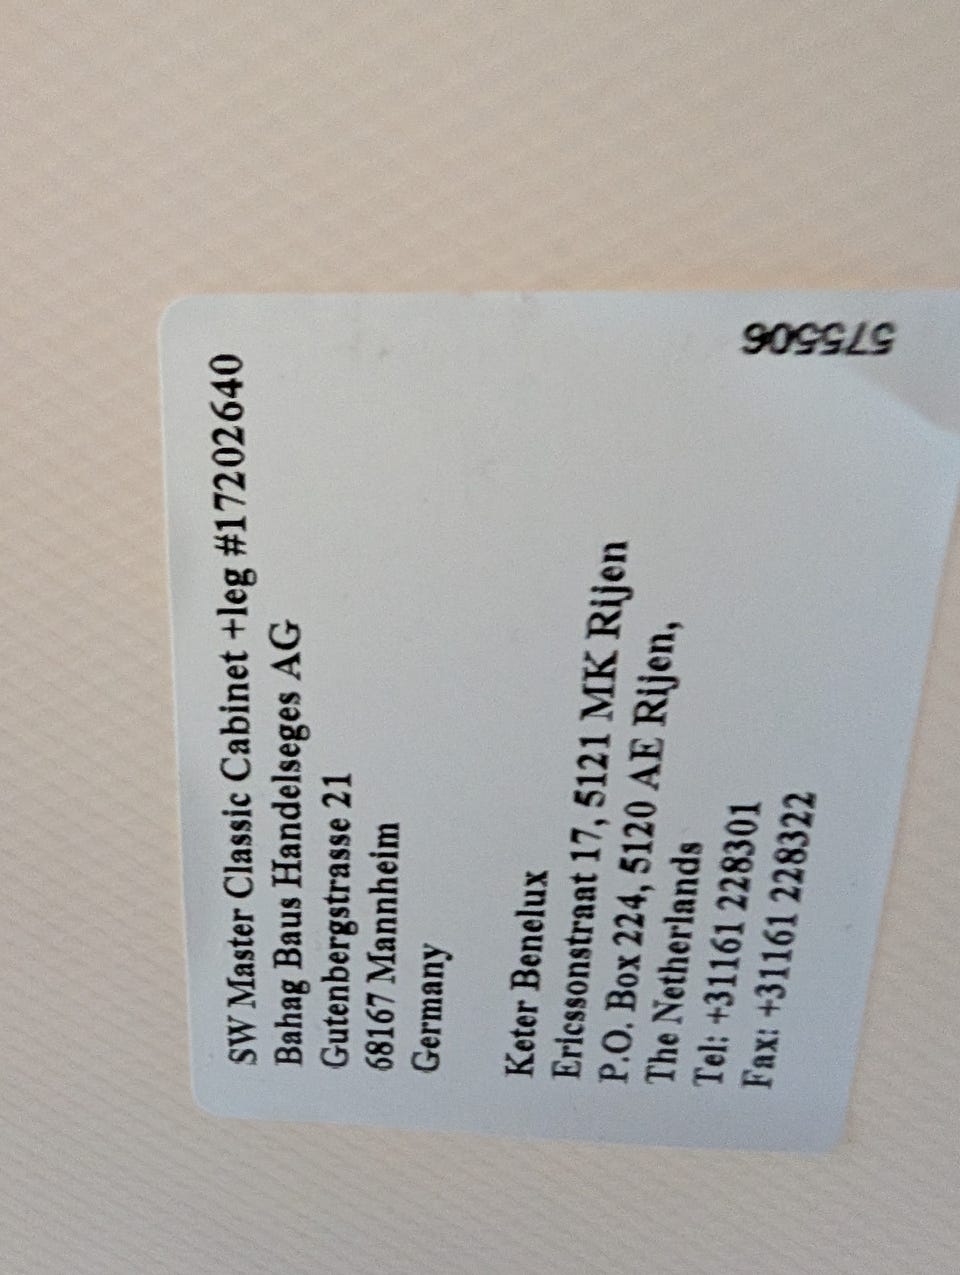 SW Master Classic Cabinet +leg #17202640
Bahag Baus Handelseges AG
Gutenbergstrasse 21
68167 Mannheim
Germany
Keter Benelux
Ericssonstraat 17, 5121 MK Rijen
P.O. Box 224, 5120 AE Rijen,
The Netherlands
Tel: +31161 228301
Fax: +31161 228322
575506